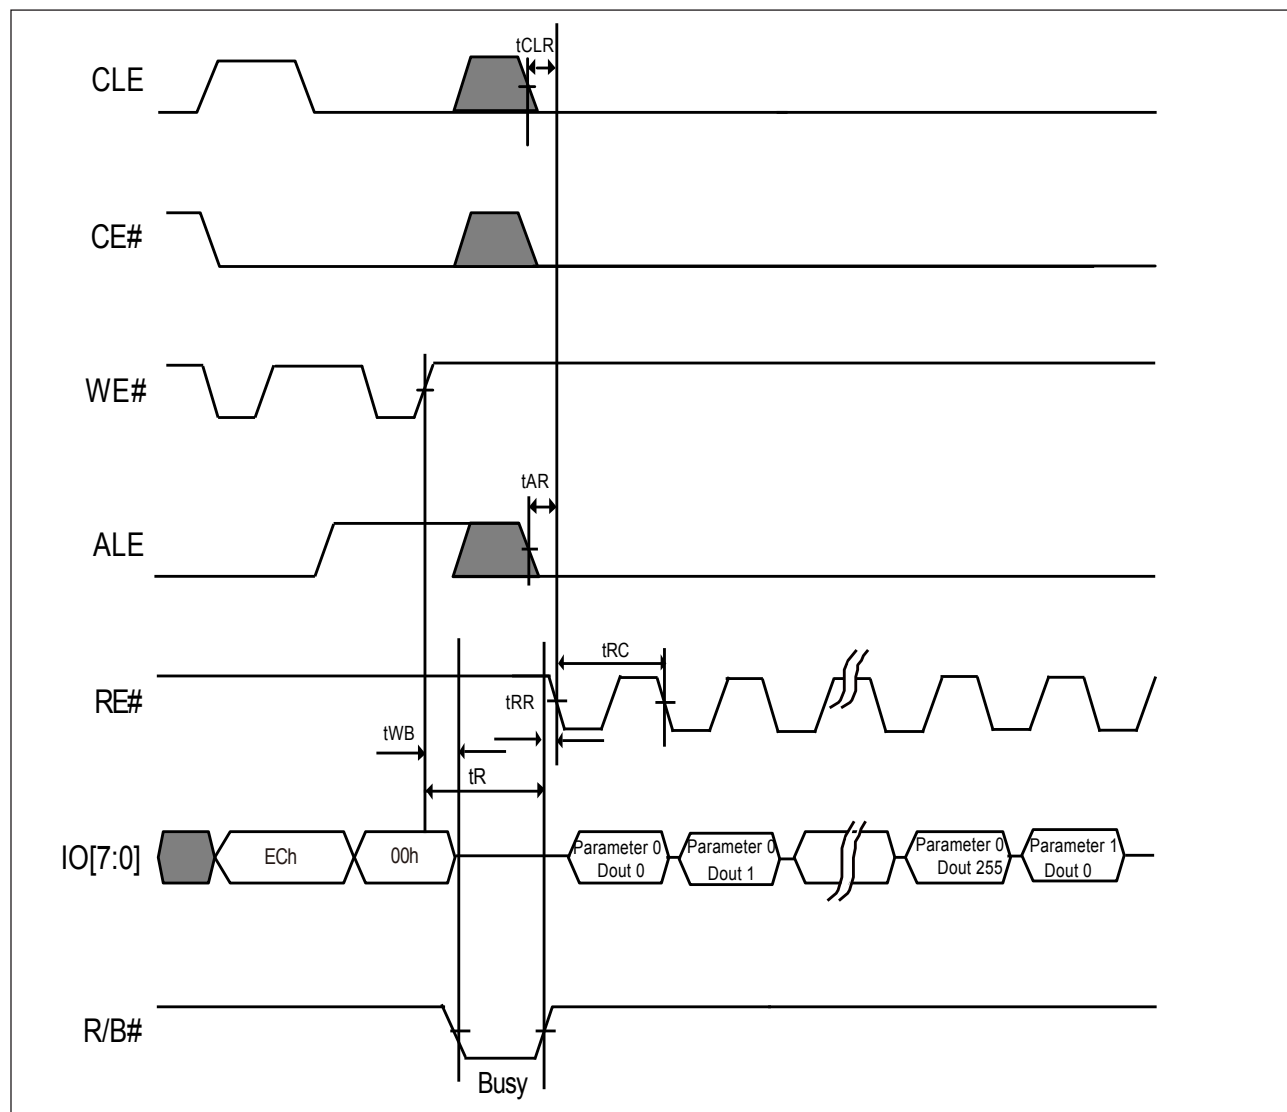 tCLR
CLE
CE#
WE#
tAR
ALE
tRC
RE#
tRR
tWB
tR
IO[7:0]
ECh
00h
Parameter 0
Dout 0
Parameter 0
Dout 1
Parameter 0
Dout 255
Parameter 1
Dout 0
R/B#
Busy